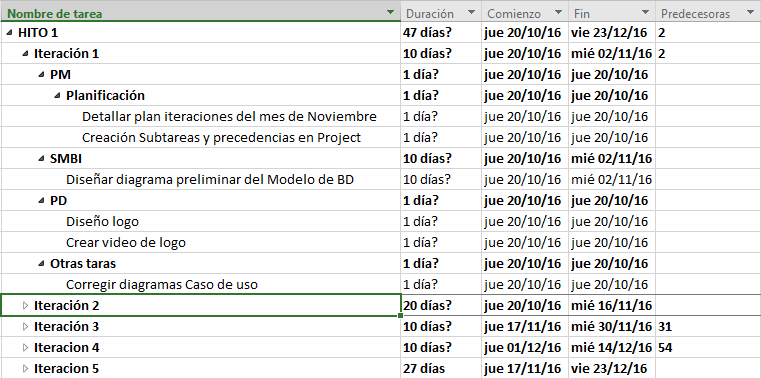 Nombre de tarea Duración Comienzo Fin Predecesoras
HITO 1 47 días? jue 20/10/16 vie 23/12/16 2
Iteración 1 10 días? jue 20/10/16 mié 02/11/16 2
PM 1 día? jue 20/10/16 jue 20/10/16
Planificación 1 día? jue 20/10/16 jue 20/10/16
Detallar plan iteraciones del mes de Noviembre 1 día? jue 20/10/16 jue 20/10/16
Creación Subtareas y precedencias en Project 1 día? jue 20/10/16 jue 20/10/16
SMBI 10 días? jue 20/10/16 mié 02/11/16
Diseñar diagrama preliminar del Modelo de BD 10 días? jue 20/10/16 mié 02/11/16
PD 1 día? jue 20/10/16 jue 20/10/16
Diseño logo 1 día? jue 20/10/16 jue 20/10/16
Crear video de logo 1 día? jue 20/10/16 jue 20/10/16
Otras taras 1 día? jue 20/10/16 jue 20/10/16
Corregir diagramas Caso de uso 1 día? jue 20/10/16 jue 20/10/16
Iteración 2 20 días? jue 20/10/16 mié 16/11/16
Iteración 3 10 días? jue 17/11/16 mié 30/11/16 31
Iteracion 4 10 días? jue 01/12/16 mié 14/12/16 54
Iteracion 5 27 días jue 17/11/16 vie 23/12/16